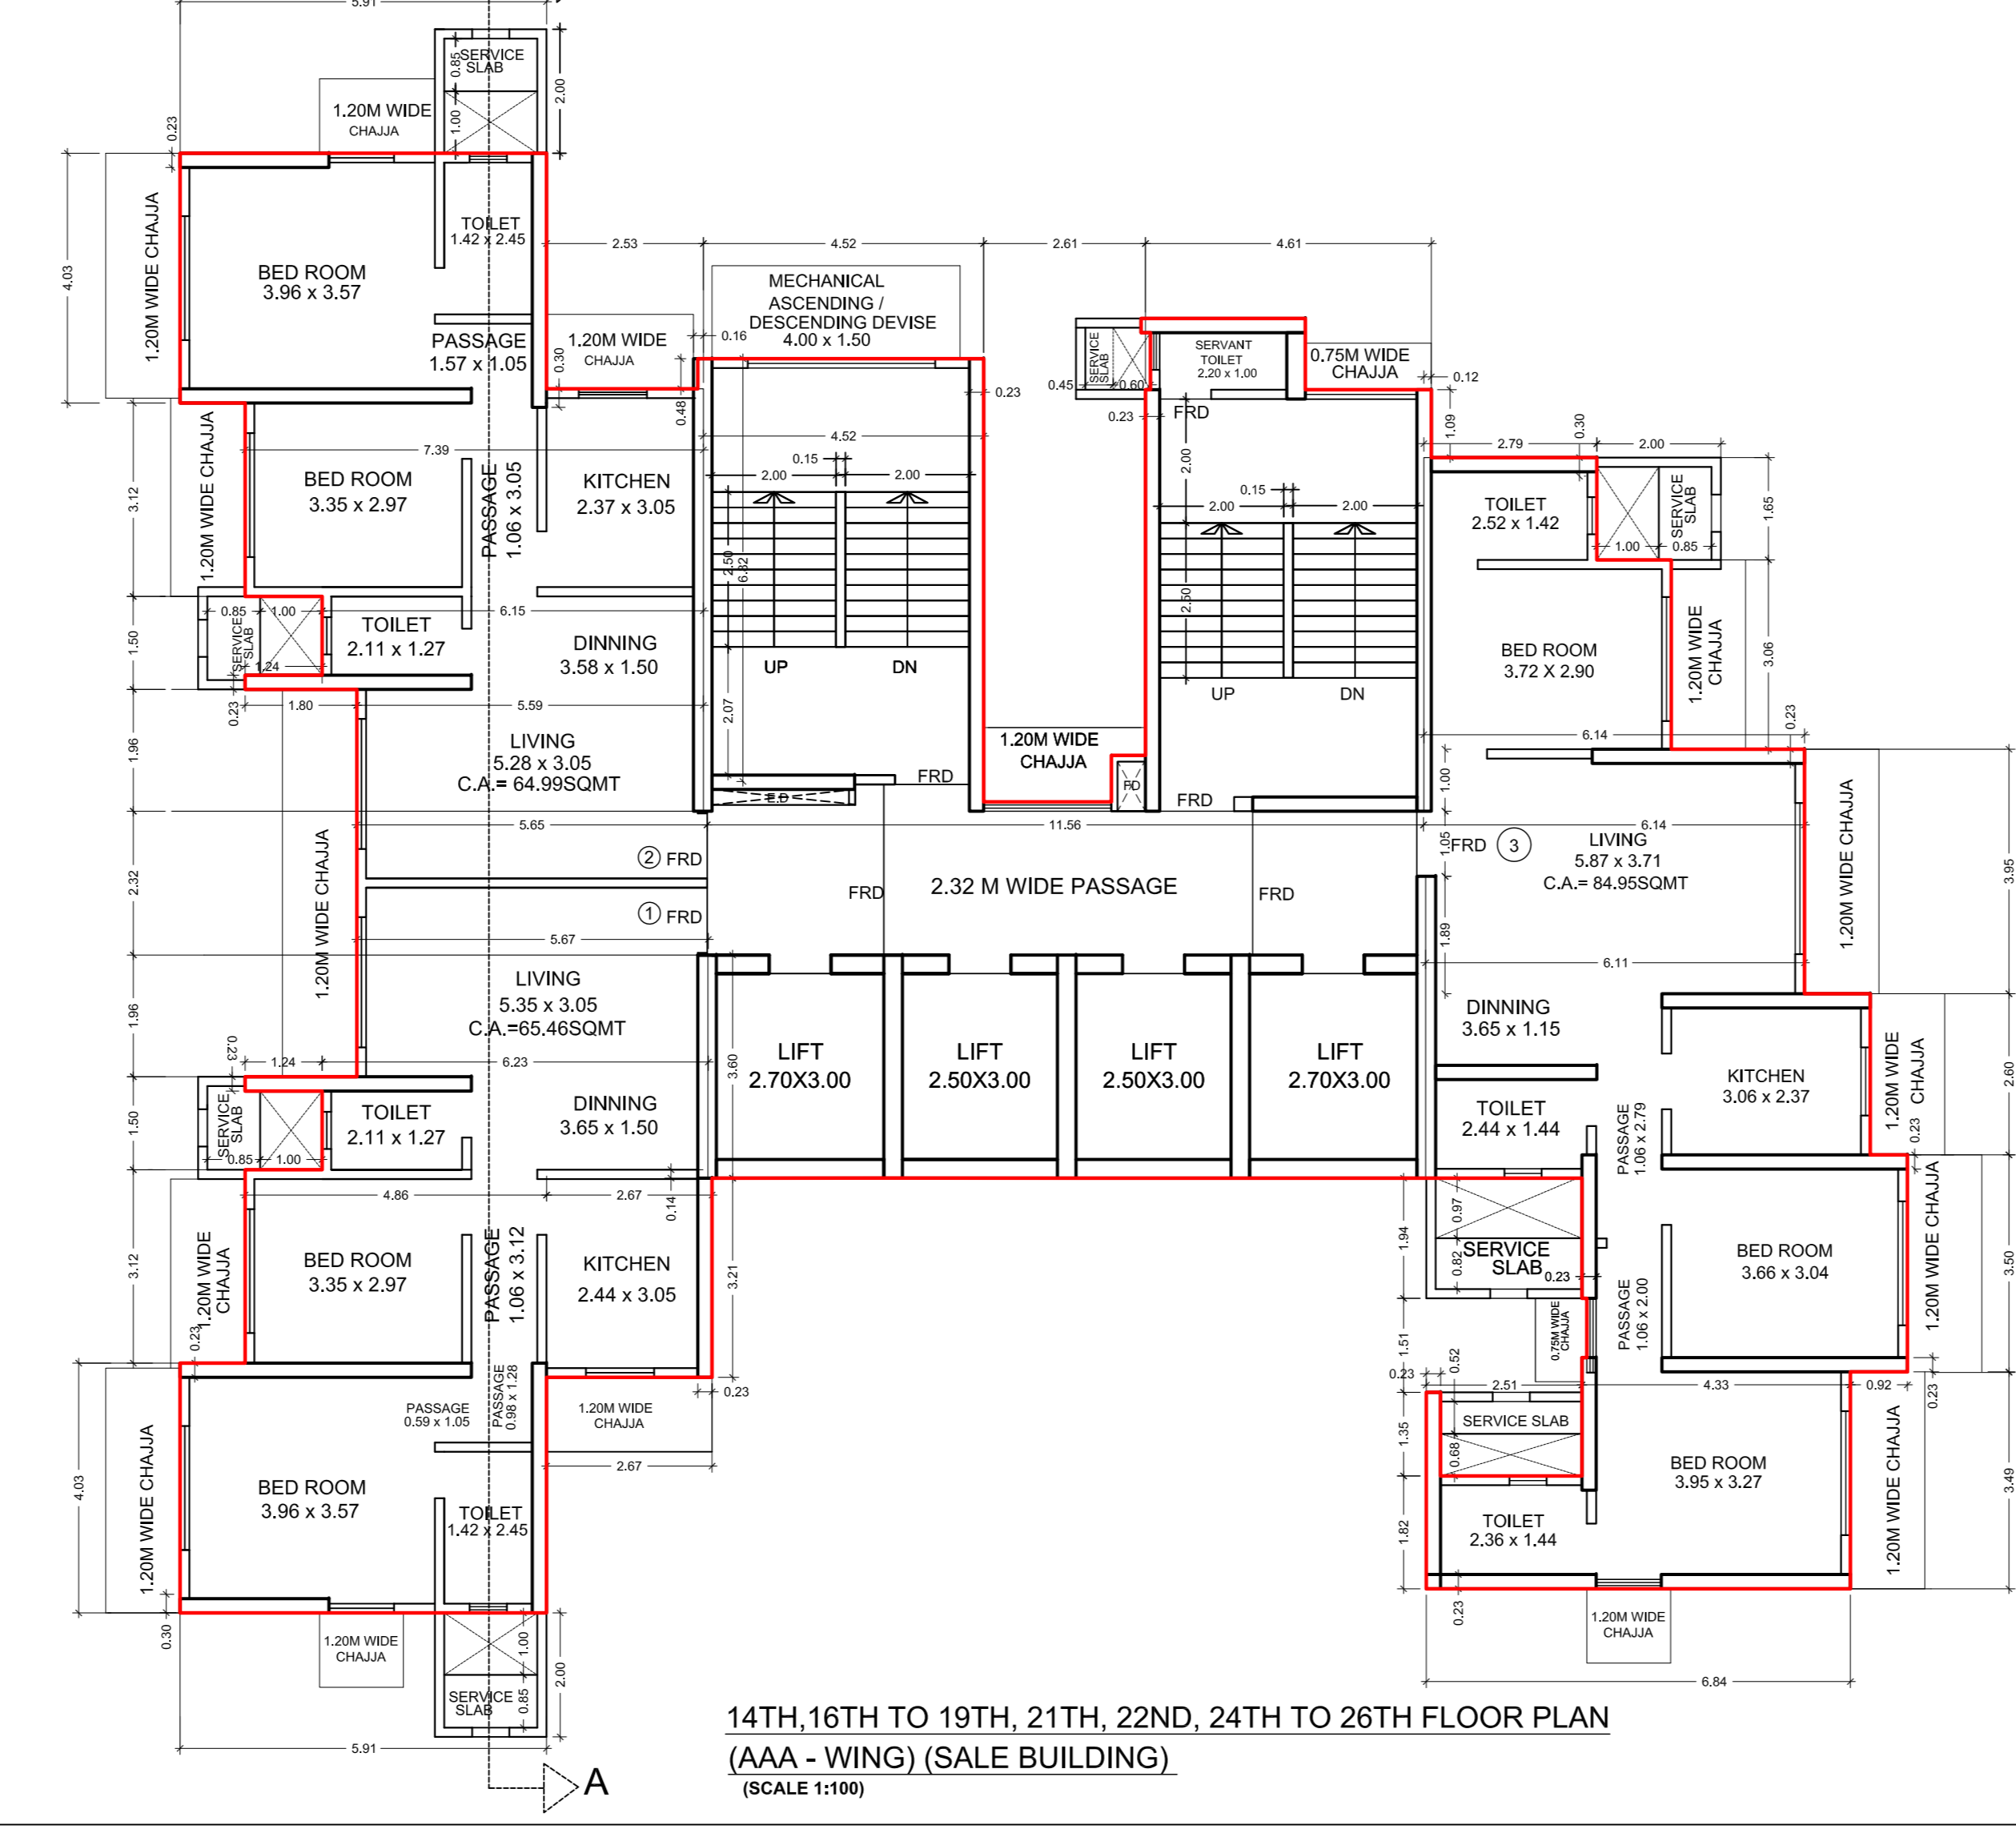 5.91
SERVICE
SLAB
0.85
1.00
2.00
1.20M WIDE
CHAJJA
0.23
4.03
1.20M WIDE CHAJJA
TOILET
1.42 x 2.45
BED ROOM
3.96 x 3.57
PASSAGE
1.57 x 1.05
1.20M WIDE
CHAJJA
0.30
0.16
0.48
2.53
4.52
2.61
4.61
MECHANICAL
ASCENDING /
DESCENDING DEVISE
4.00 x 1.50
SERVICE
SLAB
0.45
0.60
SERVANT
TOILET
2.20 x 1.00
0.75M WIDE
CHAJJA
0.12
0.23
0.23
FRD
1.09
2.79
0.30
2.00
7.39
4.52
3.12
1.20M WIDE CHAJJA
BED ROOM
3.35 x 2.97
PASSAGE
1.06 x 3.05
KITCHEN
2.37 x 3.05
0.15
2.00
2.00
2.50
6.82
2.00
0.15
2.00
2.00
2.50
TOILET
2.52 x 1.42
SERVICE
SLAB
1.00
0.85
1.65
0.85
1.00
6.15
1.50
SERVICE
SLAB
1.24
TOILET
2.11 x 1.27
DINNING
3.58 x 1.50
UP
DN
UP
DN
BED ROOM
3.72 X 2.90
1.20M WIDE
CHAJJA
3.06
0.23
1.80
5.59
2.07
1.96
LIVING
5.28 x 3.05
C.A.= 64.99SQMT
1.20M WIDE
CHAJJA
FRD
E.D
FD
FRD
6.14
0.23
1.00
5.65
11.56
6.14
1.05
2.32
1.20M WIDE CHAJJA
2 FRD
FRD
2.32 M WIDE PASSAGE
FRD
FRD 3
LIVING
5.87 x 3.71
C.A.= 84.95SQMT
1.20M WIDE CHAJJA
3.95
1 FRD
5.67
1.89
6.11
1.96
LIVING
5.35 x 3.05
C.A.=65.46SQMT
DINNING
3.65 x 1.15
0.23
1.24
6.23
3.60
LIFT
2.70X3.00
LIFT
2.50X3.00
LIFT
2.50X3.00
LIFT
2.70X3.00
KITCHEN
3.06 x 2.37
1.20M WIDE
CHAJJA
2.60
1.50
SERVICE
SLAB
0.85
1.00
TOILET
2.11 x 1.27
DINNING
3.65 x 1.50
TOILET
2.44 x 1.44
PASSAGE
1.06 x 2.79
0.23
4.86
2.67
0.14
3.12
1.20M WIDE
CHAJJA
BED ROOM
3.35 x 2.97
PASSAGE
1.06 x 3.12
KITCHEN
2.44 x 3.05
3.21
1.94
0.97
0.82
SERVICE
SLAB
0.23
BED ROOM
3.66 x 3.04
1.20M WIDE CHAJJA
3.50
0.23
PASSAGE
1.06 x 2.00
0.75M WIDE
CHAJJA
1.51
0.52
0.23
2.51
4.33
0.92
0.23
4.03
PASSAGE
0.59 x 1.05
PASSAGE
0.98 x 1.28
0.23
1.20M WIDE
CHAJJA
2.67
SERVICE SLAB
1.35
0.68
1.20M WIDE CHAJJA
BED ROOM
3.96 x 3.57
TOILET
1.42 x 2.45
BED ROOM
3.95 x 3.27
1.20M WIDE CHAJJA
3.49
TOILET
2.36 x 1.44
1.82
0.23
0.30
1.20M WIDE
CHAJJA
1.00
0.85
2.00
SERVICE
SLAB
1.20M WIDE
CHAJJA
6.84
5.91
A
14TH,16TH TO 19TH, 21TH, 22ND, 24TH TO 26TH FLOOR PLAN
(AAA - WING) (SALE BUILDING)
(SCALE 1:100)